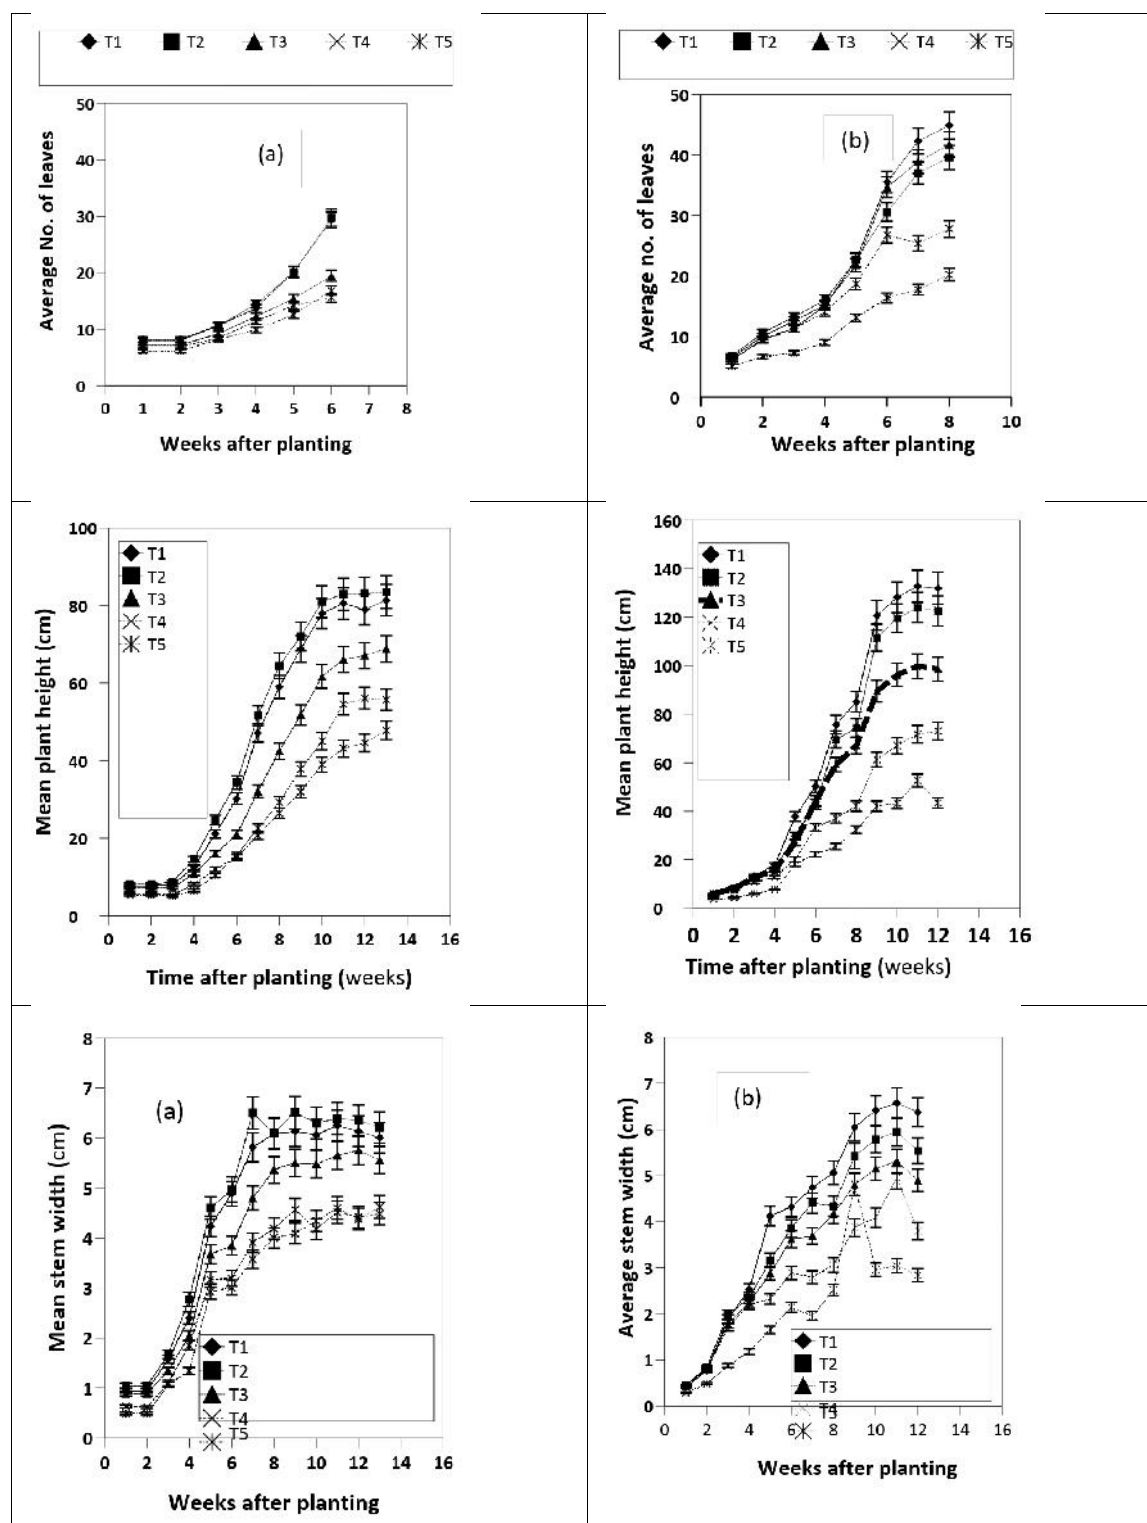 T1 T2 T3 T4 T5
50
40
30
20
10
0
(a)
Average No. of leaves
0 1 2 3 4 5 6 7 8
Weeks after planting
T1 T2 T3 T4 T5
50
40
30
20
10
0
(b)
Average no. of leaves
0 2 4 6 8 10
Weeks after planting
100
80
60
40
20
0
T1
T2
T3
T4
T5
Mean plant height (cm)
0 2 4 6 8 10 12 14 16
Time after planting (weeks)
160
140
120
100
80
60
40
20
0
T1
T2
T3
T4
T5
Mean plant height (cm)
0 2 4 6 8 10 12 14 16
Time after planting (weeks)
8
7
6
5
4
3
2
1
0
(a)
Mean stem width (cm)
T1
T2
T3
T4
T5
0 2 4 6 8 10 12 14 16
Weeks after planting
8
7
6
5
4
3
2
1
0
(b)
Average stem width (cm)
T1
T2
T3
T4
0 2 4 6 8 10 12 14 16
Weeks after planting